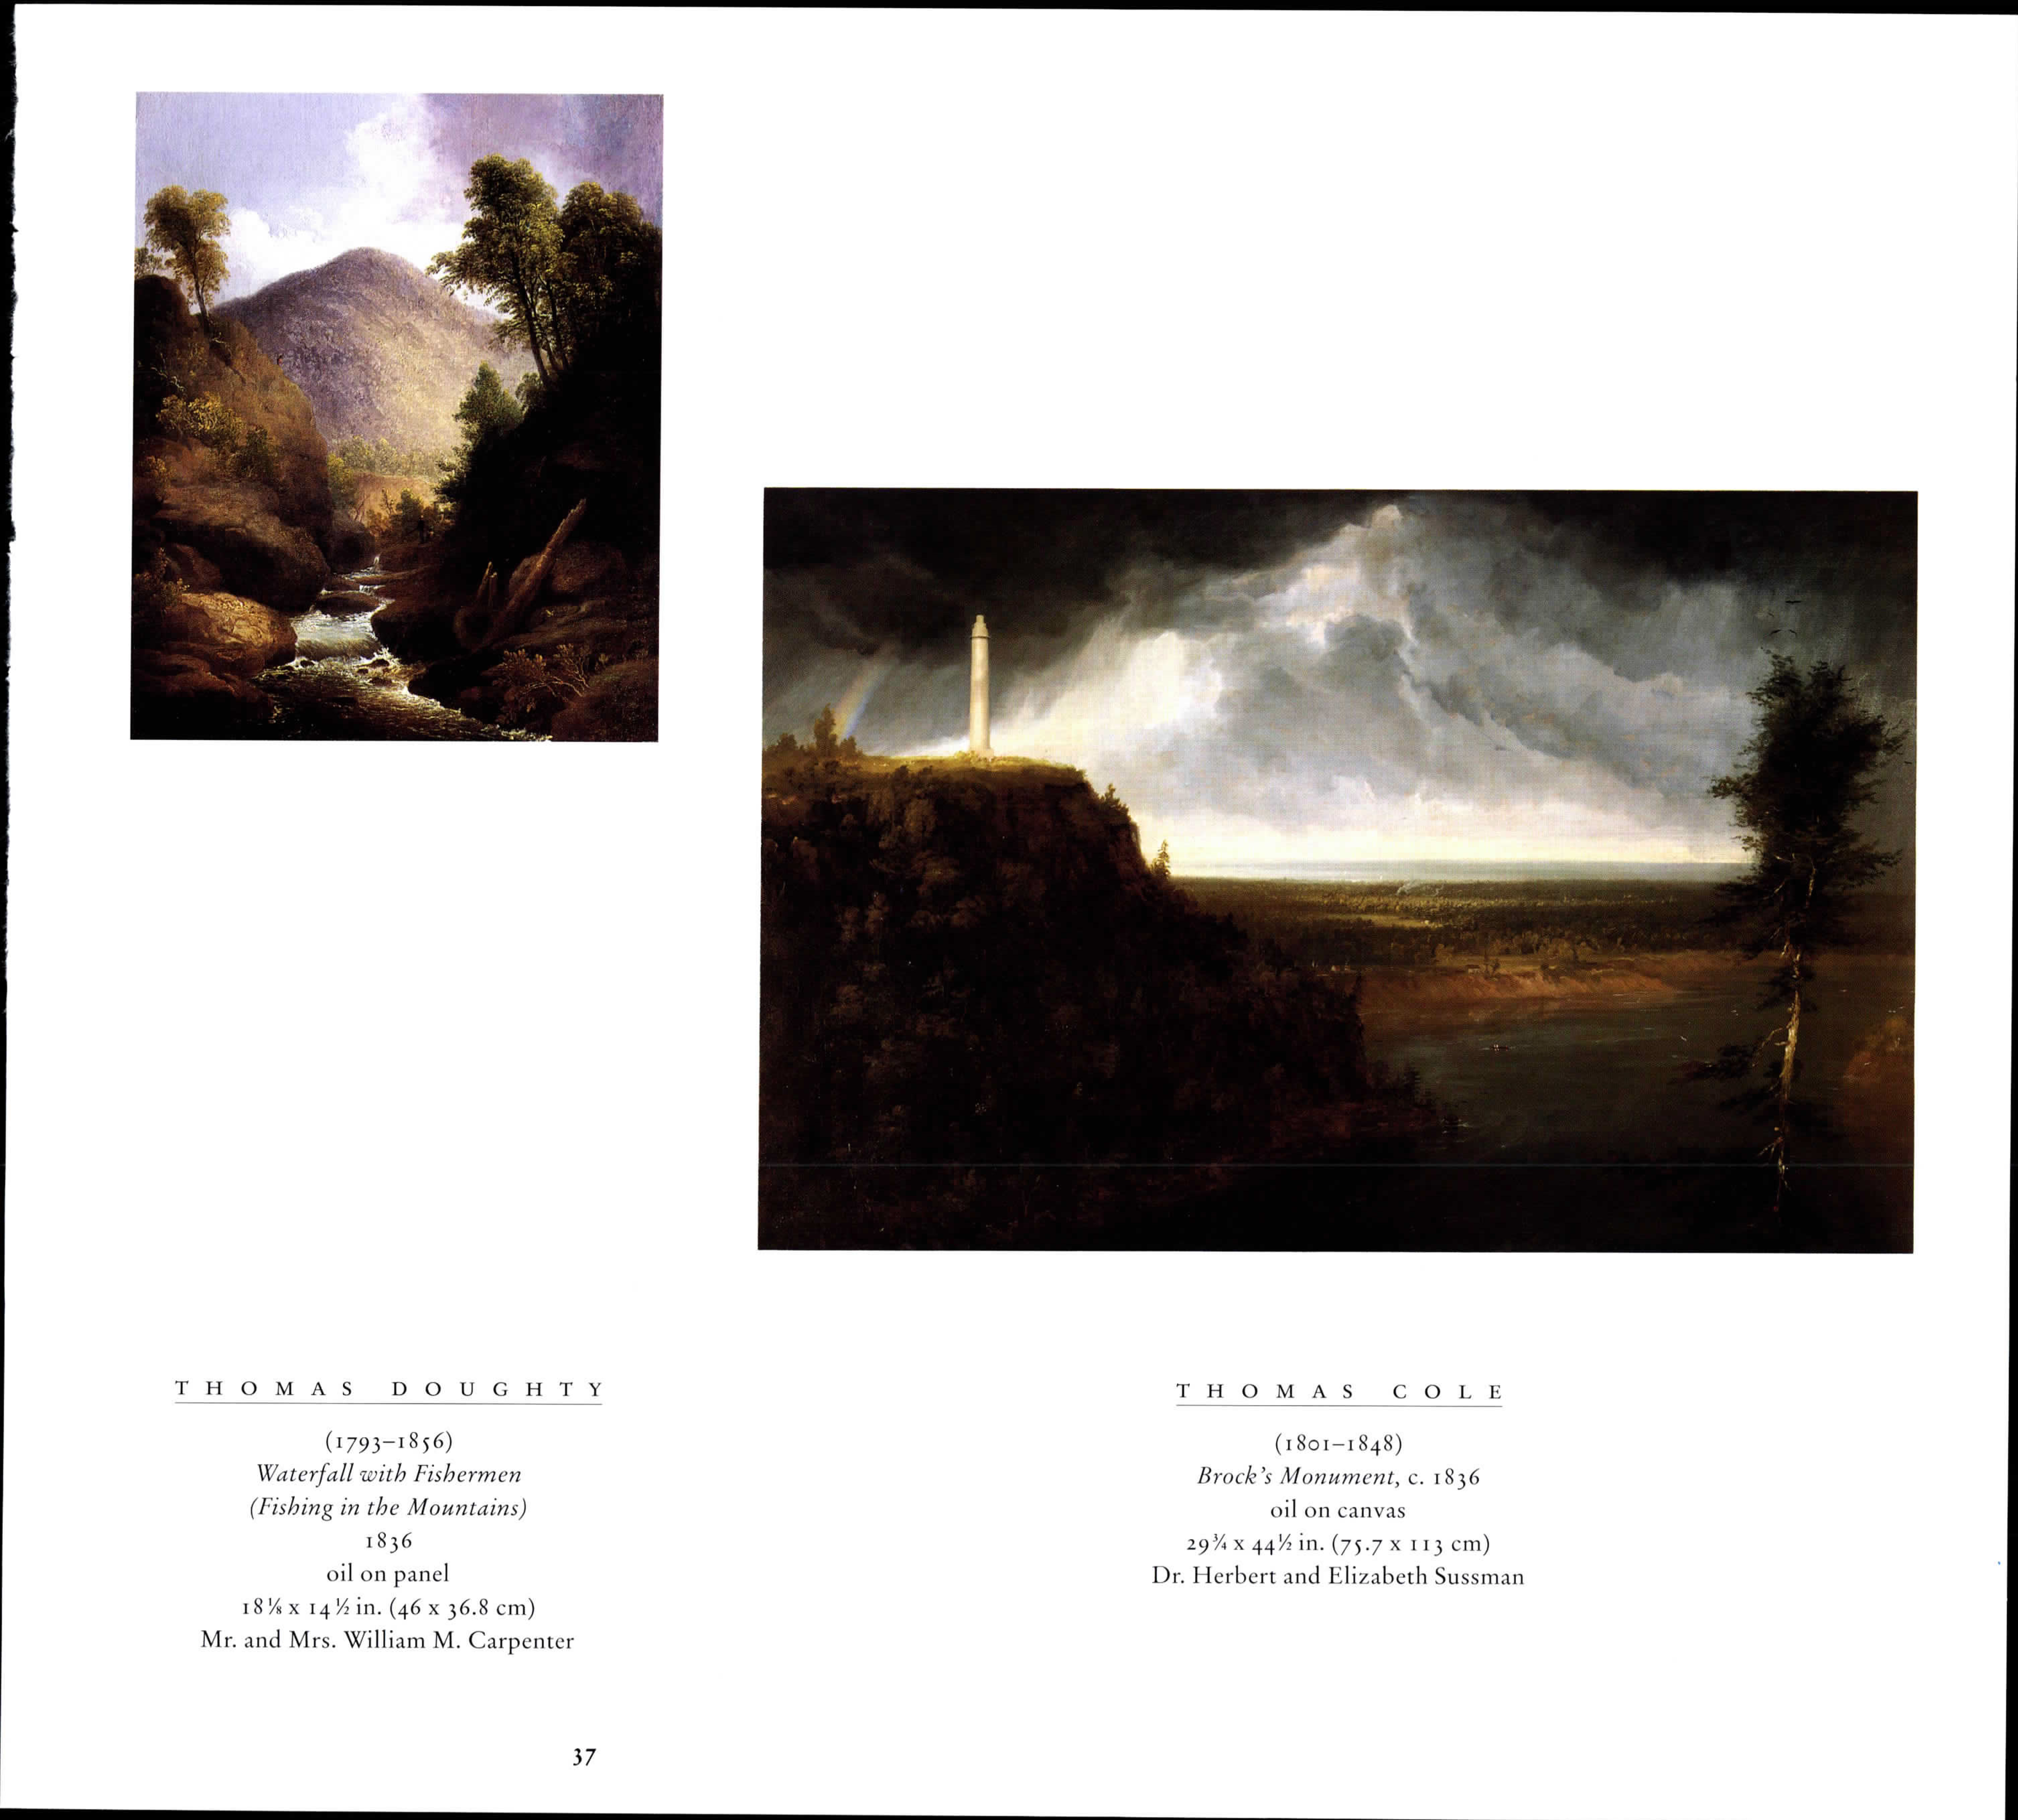 THOMAS DOUGHTY
(1793–1856)
Waterfall with Fishermen
(Fishing in the Mountains)
1836
oil on panel
18⅛ x 14½ in. (46 x 36.8 cm)
Mr. and Mrs. William M. Carpenter
THOMAS COLE
(1801–1848)
Brock's Monument, c. 1836
oil on canvas
29¾ x 44½ in. (75.7 x 113 cm)
Dr. Herbert and Elizabeth Sussman
37